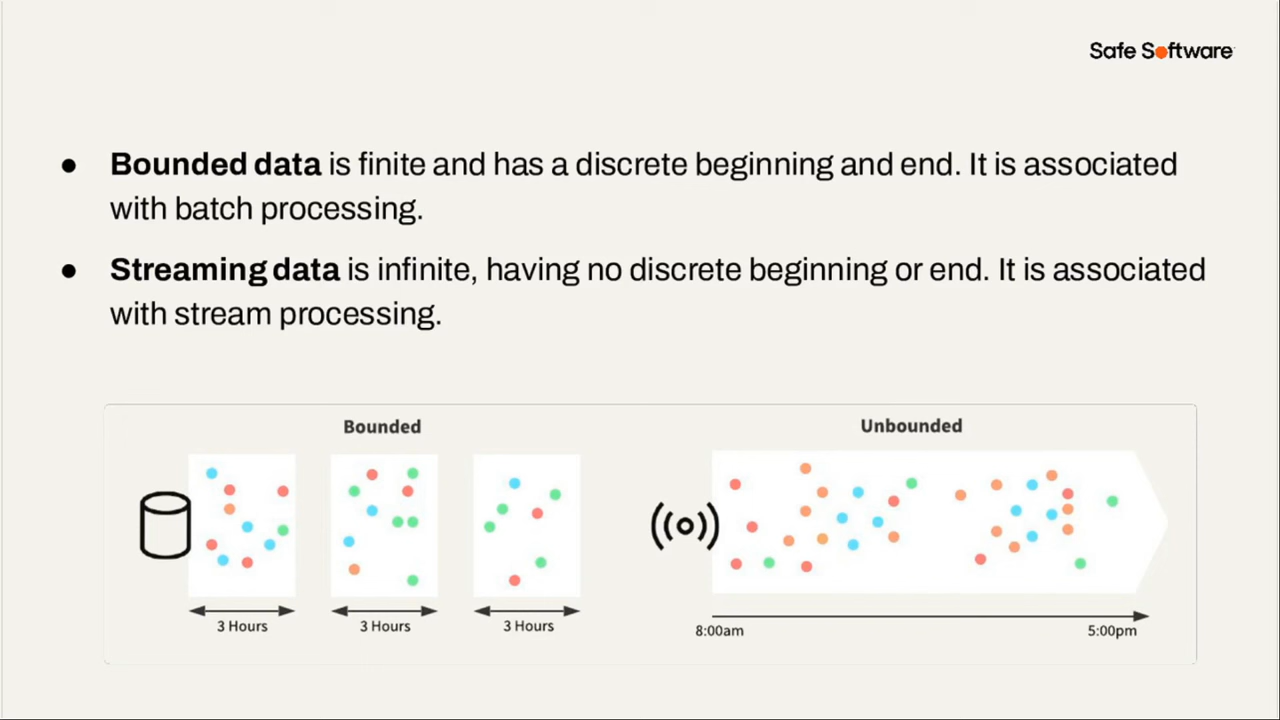 Safe Software
● Bounded data is finite and has a discrete beginning and end. It is associated
with batch processing.
● Streaming data is infinite, having no discrete beginning or end. It is associated
with stream processing.
Bounded
3 Hours
3 Hours
3 Hours
Unbounded
8:00am
5:00pm